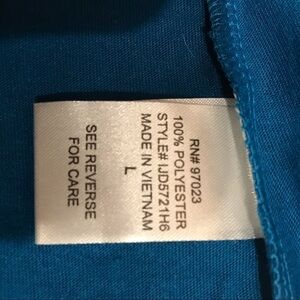 RN# 97023
100% POLYESTER
STYLE# IJD5721H6
MADE IN VIETNAM
L
SEE REVERSE
FOR CARE